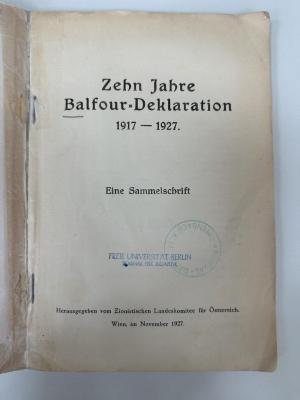 Zehn Jahre
Balfour-Deklaration
1917 — 1927.
Eine Sammelschrift
FREIE UNIVERSITÄT BERLIN
Herausgegeben vom Zionistischen Landeskomitee für Österreich.
Wien, im November 1927.